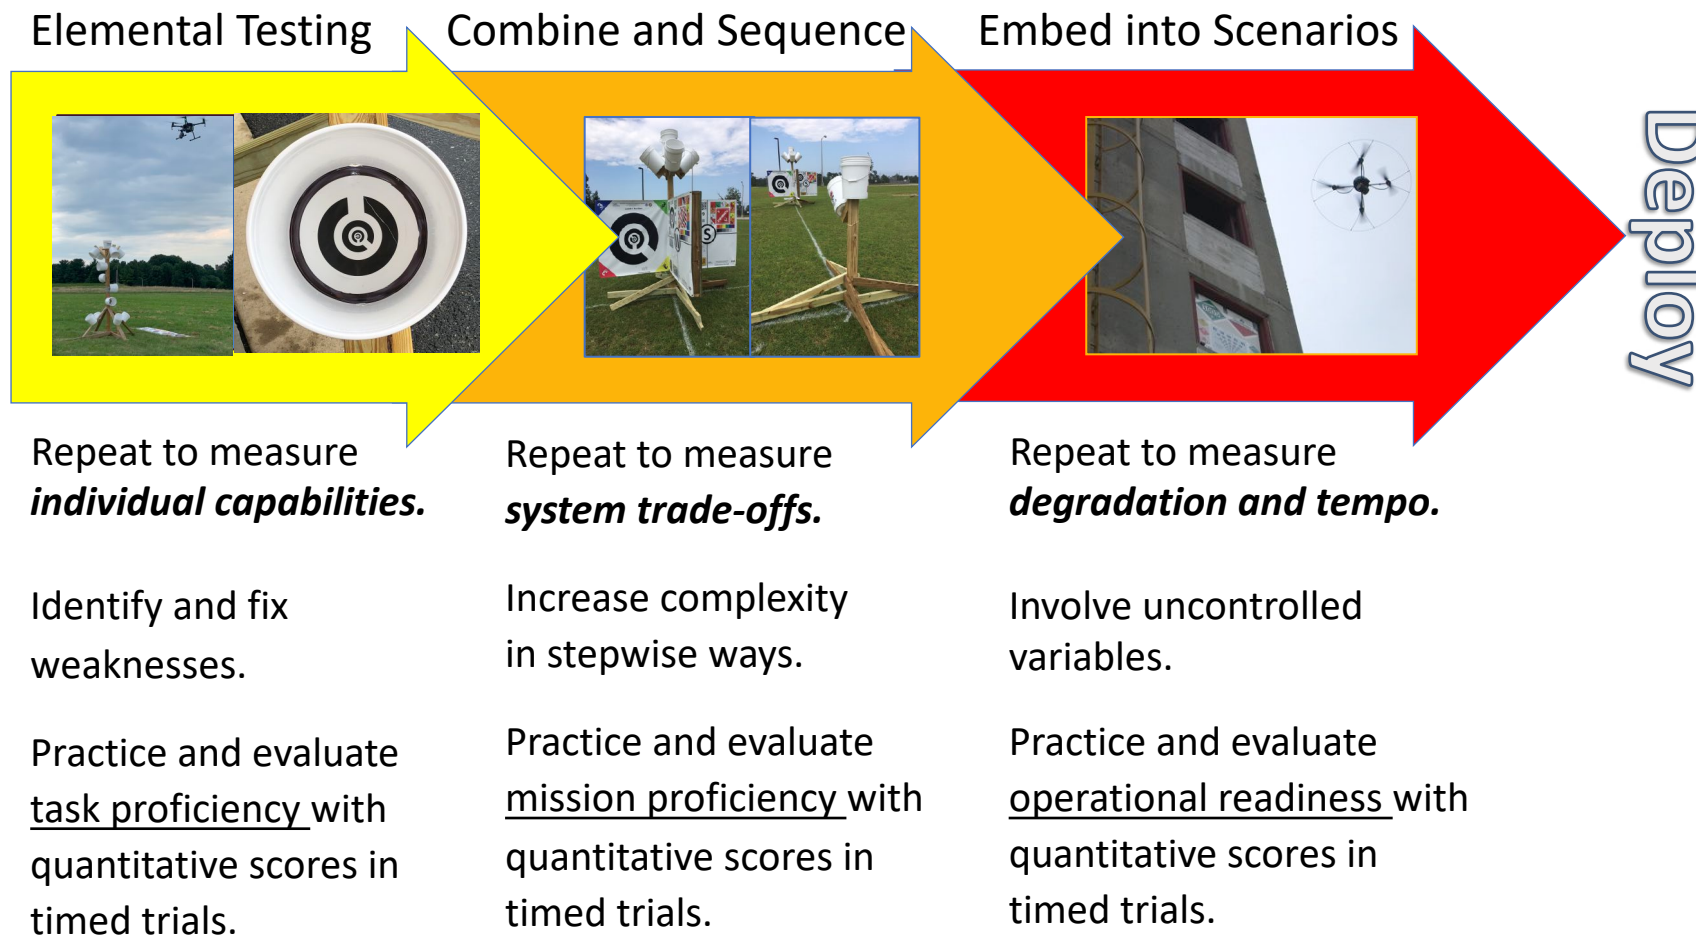 Elemental Testing
Combine and Sequence
Embed into Scenarios
Deploy
Repeat to measure
individual capabilities.
Identify and fix
weaknesses.
Practice and evaluate
task proficiency with
quantitative scores in
timed trials.
Repeat to measure
system trade-offs.
Increase complexity
in stepwise ways.
Practice and evaluate
mission proficiency with
quantitative scores in
timed trials.
Repeat to measure
degradation and tempo.
Involve uncontrolled
variables.
Practice and evaluate
operational readiness with
quantitative scores in
timed trials.
S